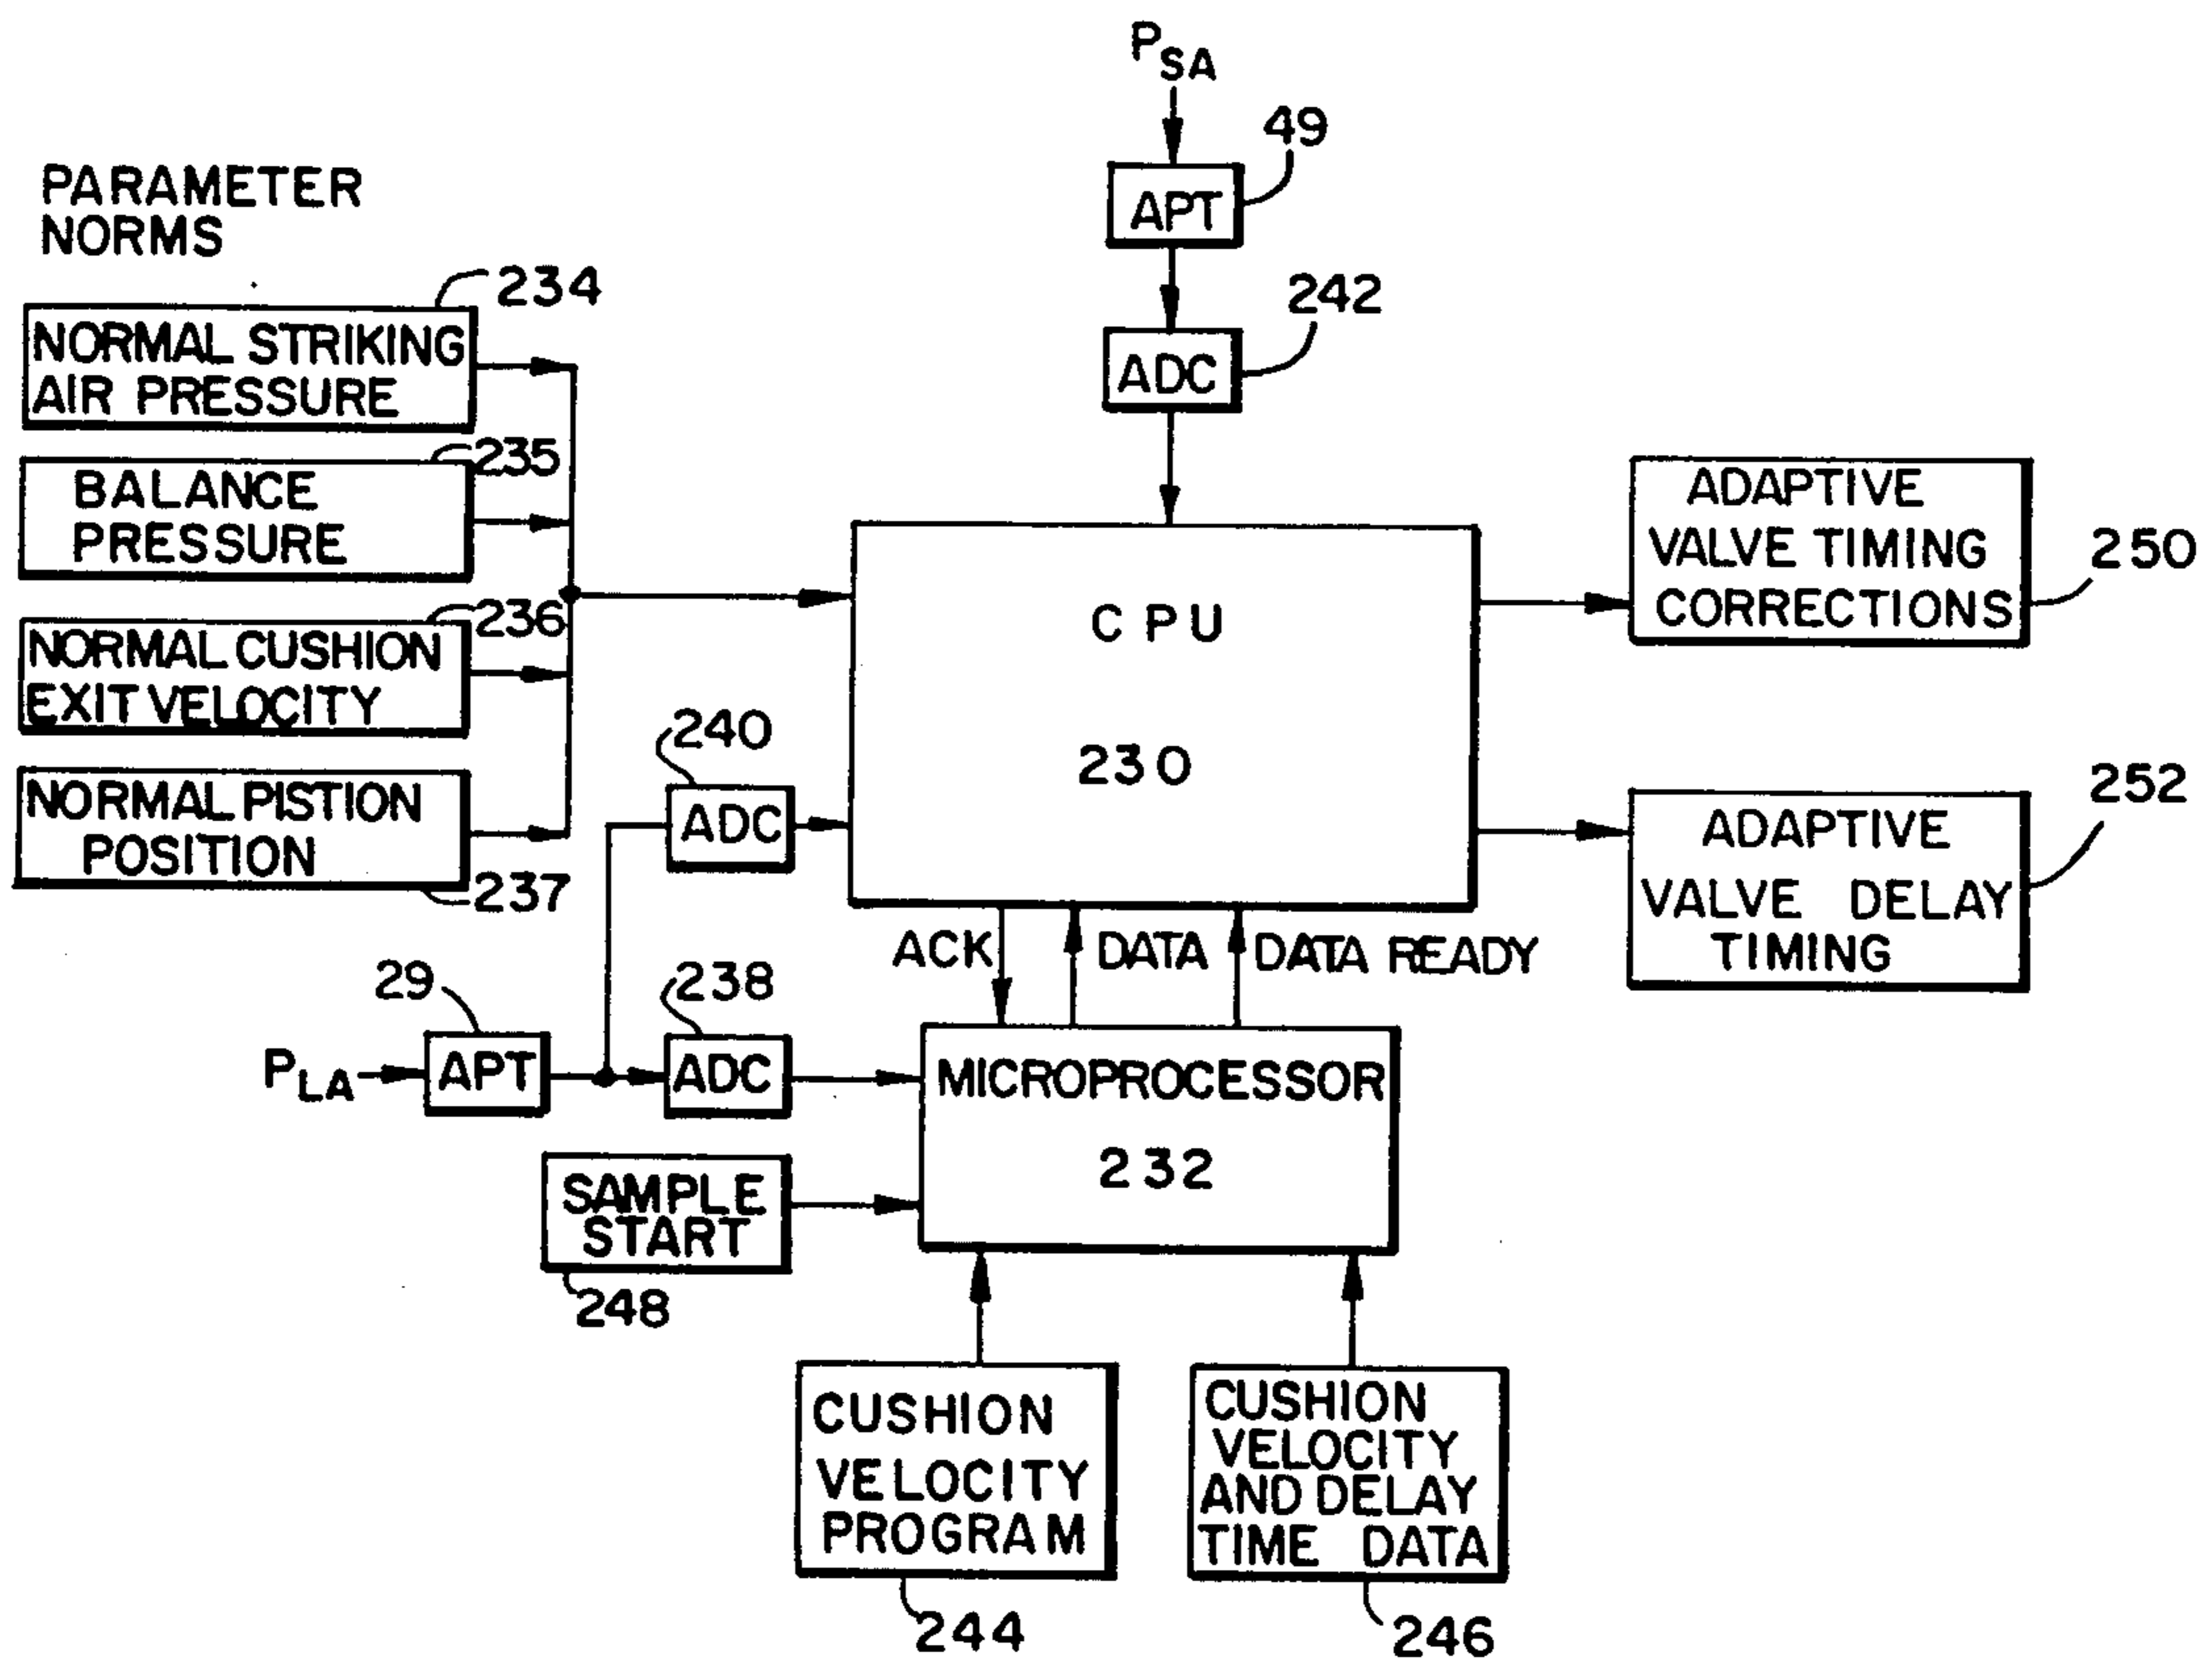 P
SA
49
APT
PARAMETER
NORMS
242
ADC
234
NORMAL STRIKING
AIR PRESSURE
235
BALANCE
PRESSURE
236
NORMAL CUSHION
EXIT VELOCITY
NORMAL PISTION
POSITION
237
CPU
230
ADAPTIVE
VALVE TIMING
CORRECTIONS
250
240
ADC
252
ADAPTIVE
VALVE DELAY
TIMING
ACK
DATA
DATA READY
29
238
PLA
APT
ADC
MICROPROCESSOR
232
SAMPLE
START
248
CUSHION
VELOCITY
PROGRAM
244
CUSHION
VELOCITY
AND DELAY
TIME DATA
246